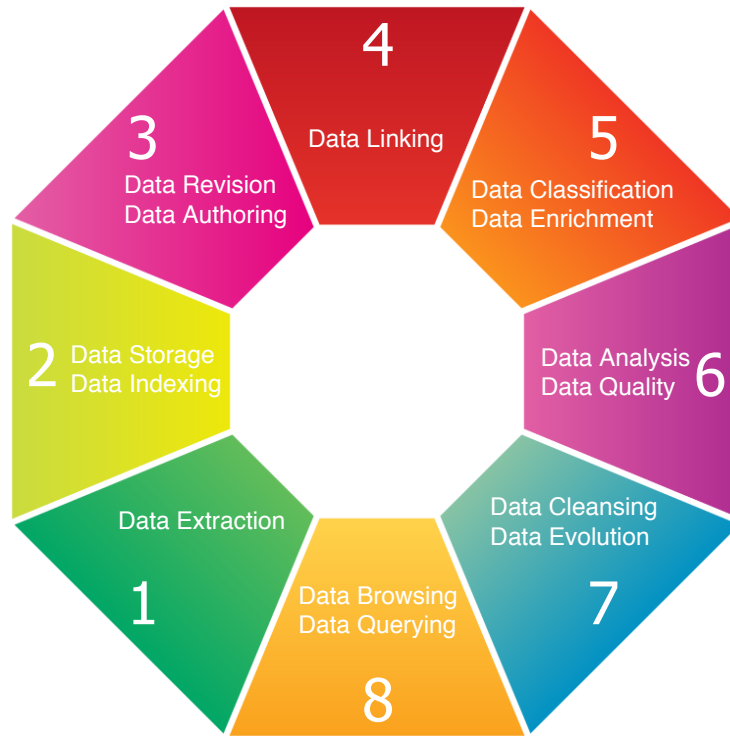 4
Data Linking
3
Data Revision
Data Authoring
5
Data Classification
Data Enrichment
2
Data Storage
Data Indexing
Data Analysis
Data Quality
6
Data Extraction
1
Data Cleansing
Data Evolution
7
Data Browsing
Data Querying
8